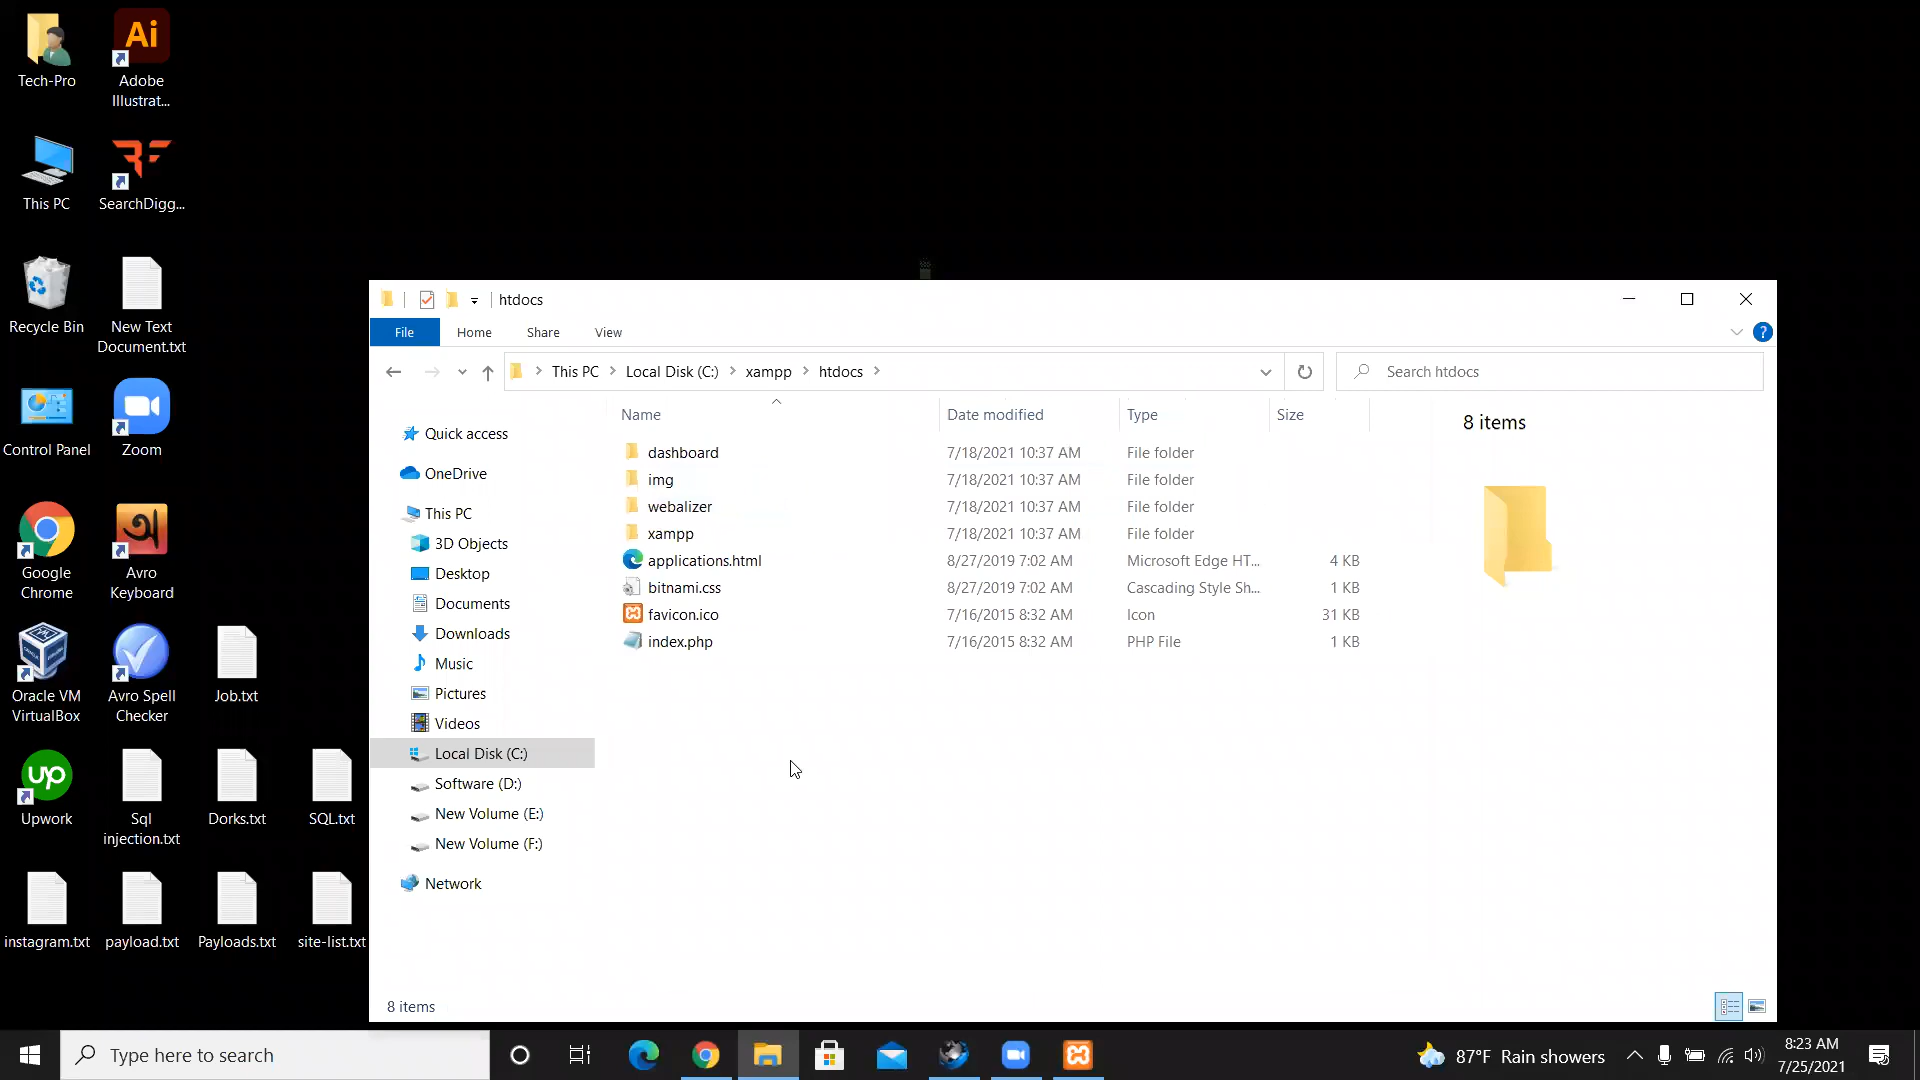 Tech-Pro
Ai
Adobe
Illustrat...
This PC
SearchDigg...
Recycle Bin
New Text
Document.txt
Control Panel
Zoom
Google
Chrome
অ
Avro
Keyboard
Oracle VM
VirtualBox
Avro Spell
Checker
Job.txt
up
Upwork
Sql
injection.txt
Dorks.txt
SQL.txt
instagram.txt
payload.txt
Payloads.txt
site-list.txt
htdocs
File
Home
Share
View
?
This PC
Local Disk (C:)
xampp
htdocs
Search htdocs
Quick access
OneDrive
This PC
3D Objects
Desktop
Documents
Downloads
Music
Pictures
Videos
Local Disk (C:)
Software (D:)
New Volume (E:)
New Volume (F:)
Network
Name Date modified Type Size
dashboard 7/18/2021 10:37 AM File folder
img 7/18/2021 10:37 AM File folder
webalizer 7/18/2021 10:37 AM File folder
xampp 7/18/2021 10:37 AM File folder
applications.html 8/27/2019 7:02 AM Microsoft Edge HT... 4 KB
bitnami.css 8/27/2019 7:02 AM Cascading Style Sh... 1 KB
favicon.ico 7/16/2015 8:32 AM Icon 31 KB
index.php 7/16/2015 8:32 AM PHP File 1 KB
8 items
8 items
Type here to search
87°F Rain showers
8:23 AM
7/25/2021